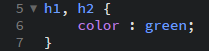 5 ▼ h1, h2 {
6       color : green;
7   }